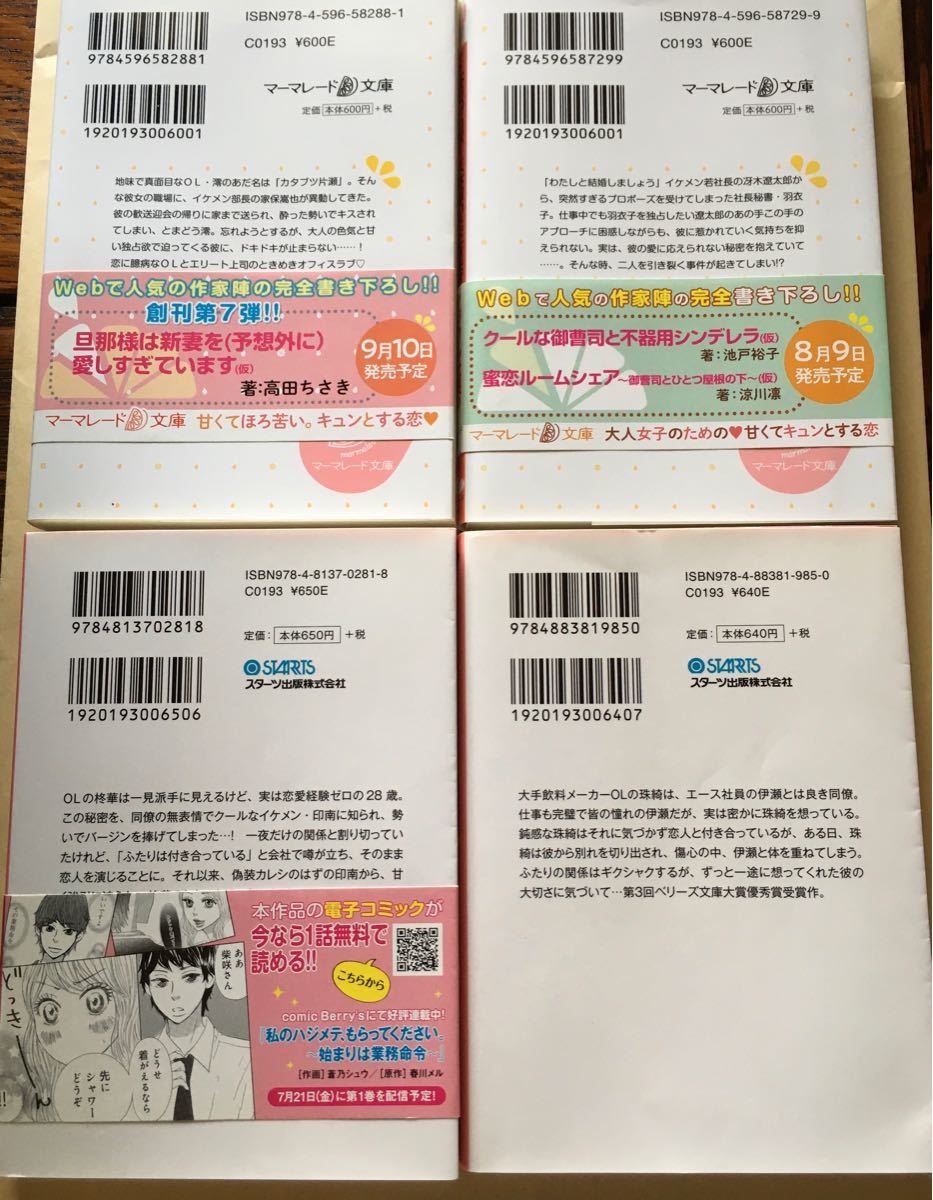 ISBN978-4-596-58288-1
C0193 ¥600E
9784596582881
1920193006001
マーマレード文庫
定価 本体600円 +税
地味で真面目なOL・澪のあだ名は「カタブツ片瀬」。そん
な彼女の職場に、イケメン部長の家保嵩也が異動してきた。
彼の歓送迎会の帰りに家まで送られ、酔った勢いでキスされ
てしまい、とまどう澪。忘れようとするが、大人の色気と甘
い独占欲で迫ってくる彼に、ドキドキが止まらない……!
恋に臆病なOLとエリート上司のときめきオフィスラブ♡
Webで人気の作家陣の完全書き下ろし!!
創刊第7弾!!
旦那様は新妻を(予想外に)
愛しすぎています(仮)
著:高田ちさき
9月10日
発売予定
マーマレード文庫 甘くてほろ苦い。キュンとする恋♥
マーマレード文庫
ISBN978-4-596-58729-9
C0193 ¥600E
9784596587299
1920193006001
マーマレード文庫
定価 本体600円 +税
「わたしと結婚しましょう」イケメン若社長の冴木遼太郎か
ら、突然すぎるプロポーズを受けてしまった社長秘書・羽衣
子。仕事中でも羽衣子を独占したい遼太郎のあの手この手の
アプローチに困惑しながらも、彼に惹かれていく気持ちを抑
えられない。実は、彼の愛に応えられない秘密を抱えていて
……。そんな時、二人を引き裂く事件が起きてしまい!?
Webで人気の作家陣の完全書き下ろし!!
クールな御曹司と不器用シンデレラ(仮)
著:池戸裕子
蜜恋ルームシェア~御曹司とひとつ屋根の下~(仮)
著:涼川凛
8月9日
発売予定
マーマレード文庫 大人女子のための♥甘くてキュンとする恋
マーマレード文庫
ISBN978-4-8137-0281-8
C0193 ¥650E
9784813702818
定価: 本体650円 +税
STARTS
スターツ出版株式会社
1920193006506
OLの柊華は一見派手に見えるけど、実は恋愛経験ゼロの28歳。
この秘密を、同僚の無表情でクールなイケメン・印南に知られ、勢
いでバージンを捧げてしまった…! 一夜だけの関係と割り切ってい
たけれど、「ふたりは付き合っている」と会社で噂が立ち、そのまま
恋人を演じることに。それ以来、偽装カレシのはずの印南から、甘
本作品の電子コミックが
今なら1話無料で
読める!!
こちらから
comic Berry'sにて好評連載中!
『私のハジメテ、もらってください。
~始まりは業務命令~』
[作画]蒼乃シュウ/[原作]春川メル
7月21日(金)に第1巻を配信予定!
ああ
柴咲さん
どうせ
着がえるなら
先に
シャワー
どうぞ
どっきーん
!!
ISBN978-4-88381-985-0
C0193 ¥640E
9784883819850
定価: 本体640円 +税
STARTS
スターツ出版株式会社
1920193006407
大手飲料メーカーOLの珠綺は、エース社員の伊瀬とは良き同僚。
仕事も完璧で皆の憧れの伊瀬だが、実は密かに珠綺を想っている。
鈍感な珠綺はそれに気づかず恋人と付き合っているが、ある日、珠
綺は彼から別れを切り出され、傷心の中、伊瀬と体を重ねてしまう。
ふたりの関係はギクシャクするが、ずっと一途に想ってくれた彼の
大切さに気づいて…第3回ベリーズ文庫大賞優秀賞受賞作。